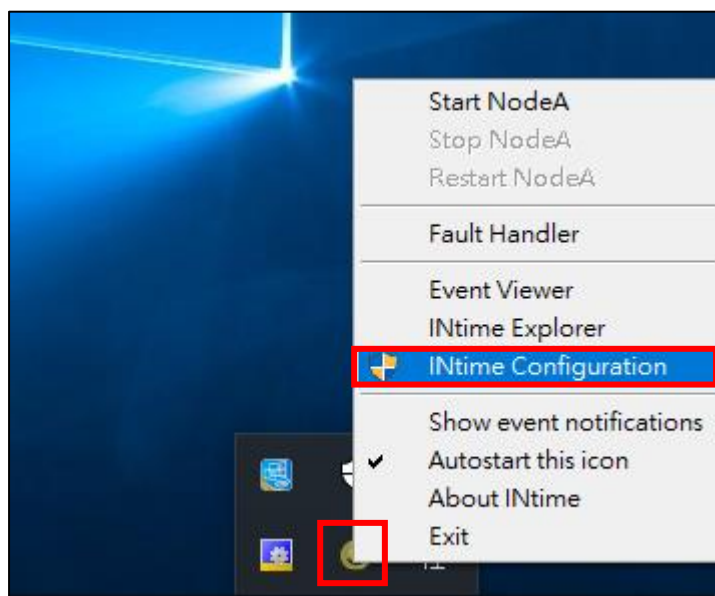 Start NodeA
Stop NodeA
Restart NodeA
Fault Handler
Event Viewer
INtime Explorer
INtime Configuration
Show event notifications
Autostart this icon
About INtime
Exit